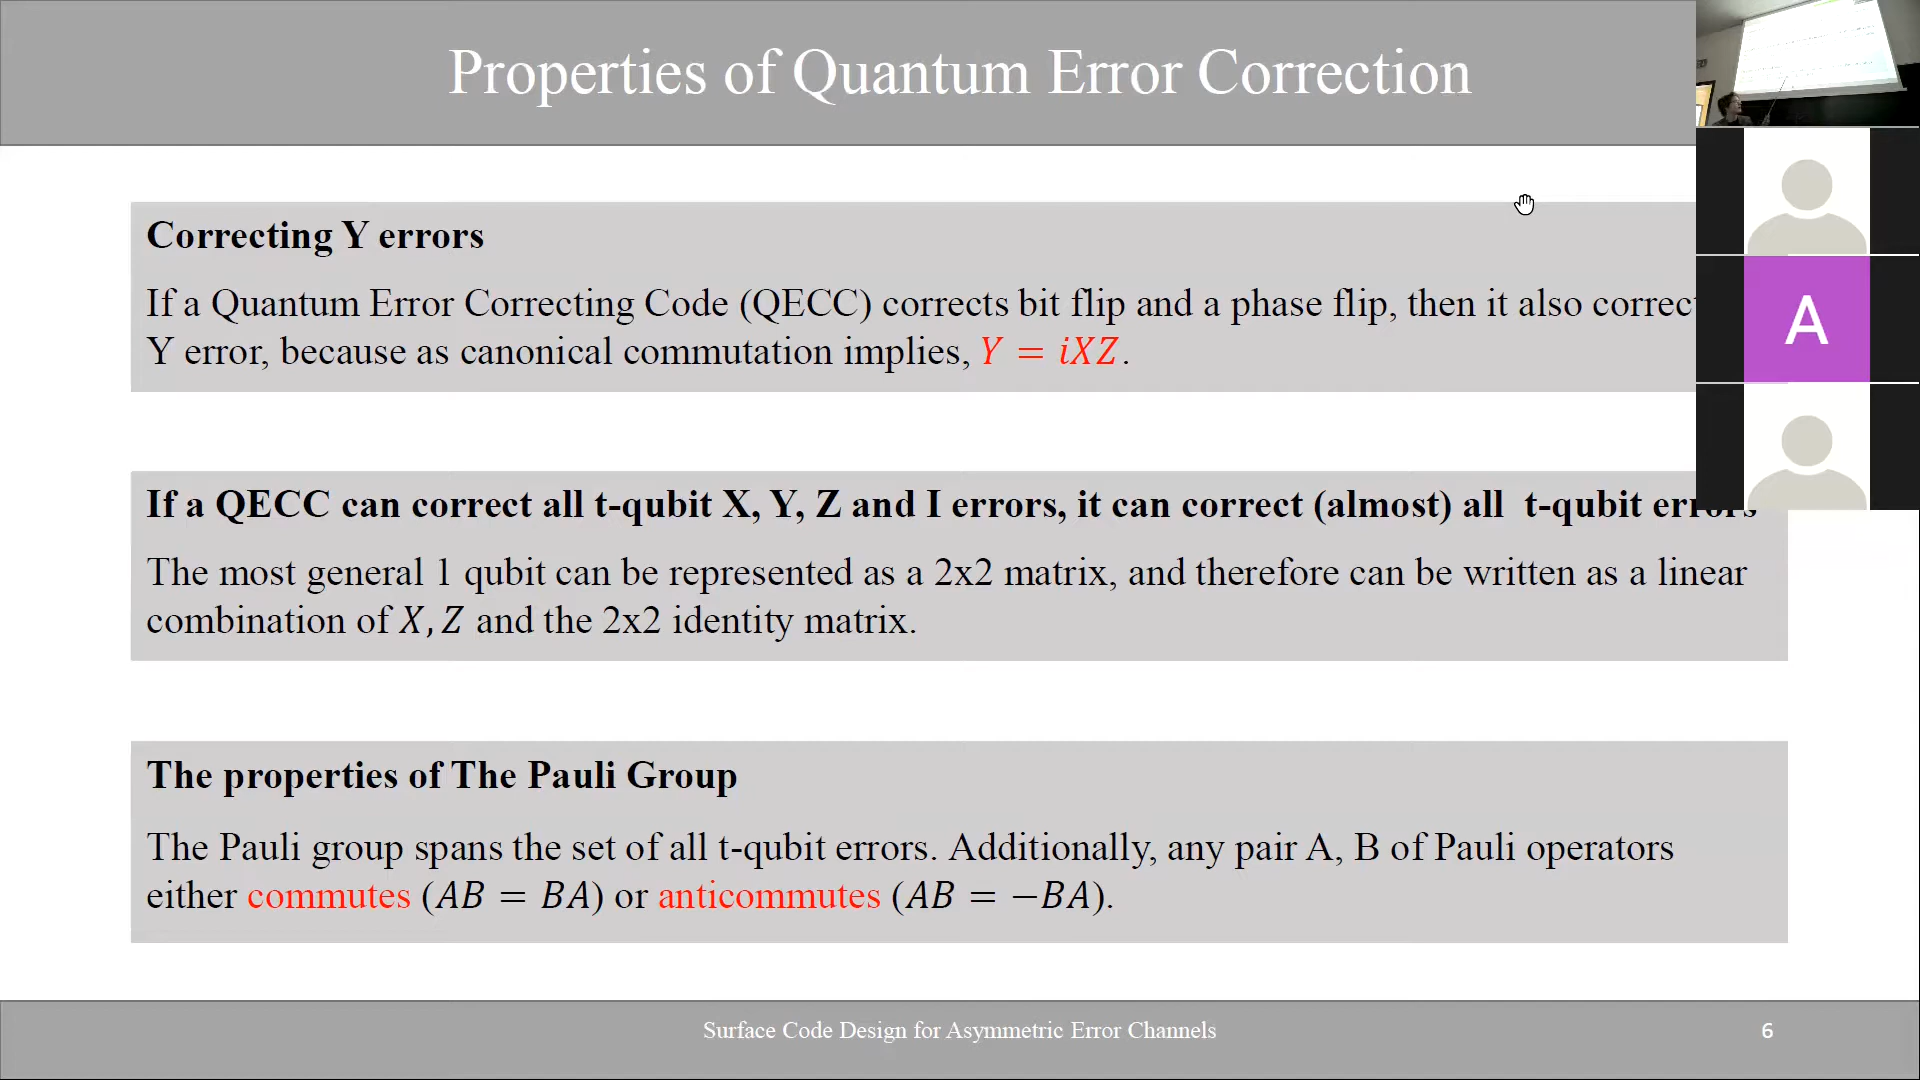 Properties of Quantum Error Correction
Correcting Y errors
If a Quantum Error Correcting Code (QECC) corrects bit flip and a phase flip, then it also correct
Y error, because as canonical commutation implies, Y = iXZ.
If a QECC can correct all t-qubit X, Y, Z and I errors, it can correct (almost) all t-qubit errors
The most general 1 qubit can be represented as a 2x2 matrix, and therefore can be written as a linear
combination of X, Z and the 2x2 identity matrix.
The properties of The Pauli Group
The Pauli group spans the set of all t-qubit errors. Additionally, any pair A, B of Pauli operators
either commutes (AB = BA) or anticommutes (AB = −BA).
Surface Code Design for Asymmetric Error Channels
6
A